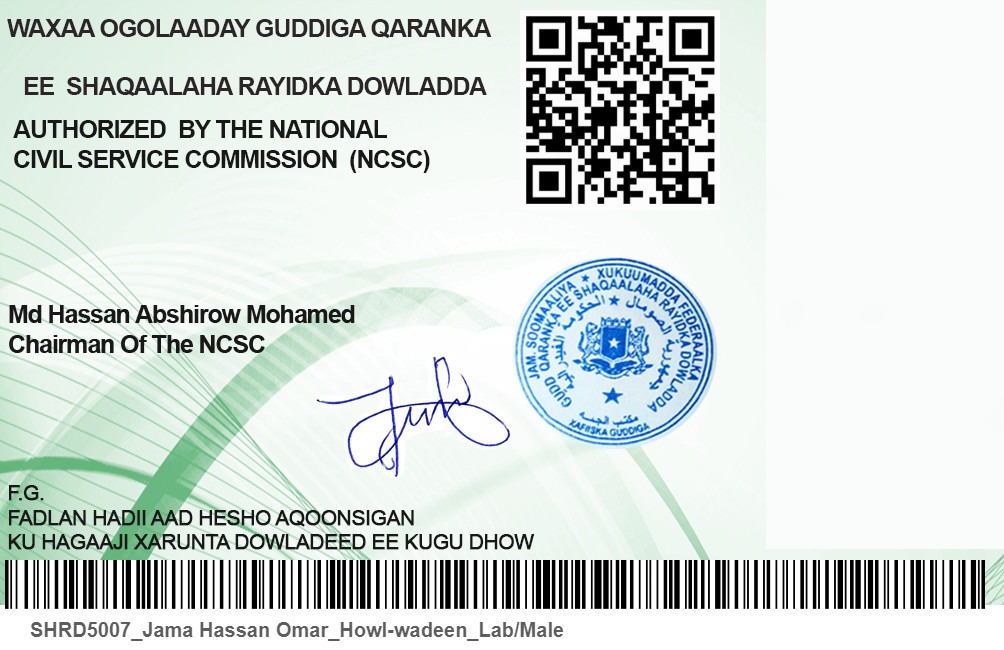 WAXAA OGOLAADAY GUDDIGA QARANKA
EE SHAQAALAHA RAYIDKA DOWLADDA
AUTHORIZED BY THE NATIONAL
CIVIL SERVICE COMMISSION (NCSC)
Md Hassan Abshirow Mohamed
Chairman Of The NCSC
JAM. SOOMAALIYA ★ XUKUUMADDA FEDERAALKA
GUDD QARANKA EE SHAQAALAHA RAYIDKA DOWLADDA
XAFIISKA GUDDIGA
F.G.
FADLAN HADII AAD HESHO AQOONSIGAN
KU HAGAAJI XARUNTA DOWLADEED EE KUGU DHOW
SHRD5007_Jama Hassan Omar_Howl-wadeen_Lab/Male